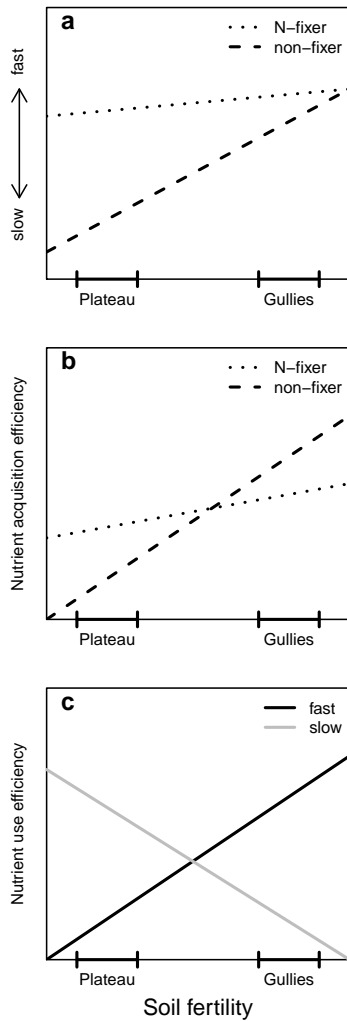 a
N−fixer
non−fixer
slow
fast
Plateau
Gullies
b
N−fixer
non−fixer
Nutrient acquisition efficiency
Plateau
Gullies
c
fast
slow
Nutrient use efficiency
Plateau
Gullies
Soil fertility